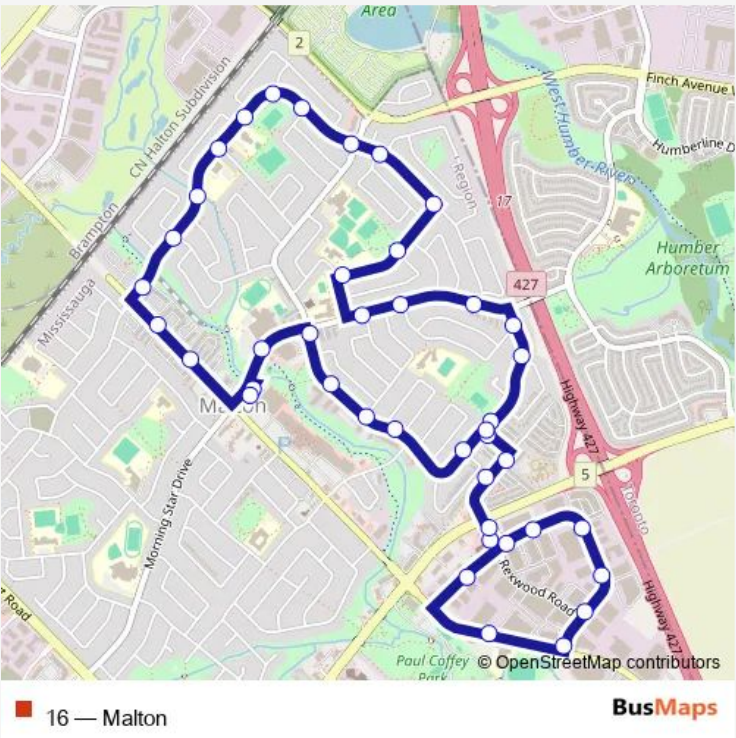 Area
2
CN Halton Subdivision
Finch Avenue
West Humber River
Humberline D
Region
17
Brampton
Mississauga
427
Humber
Arboretum
Malton
P
Highway 427
5
Toronto
Morning Star Drive
Rexwood Road
Highway 427
Road
Paul Coffey
Park
© OpenStreetMap contributors
16 — Malton
BusMaps